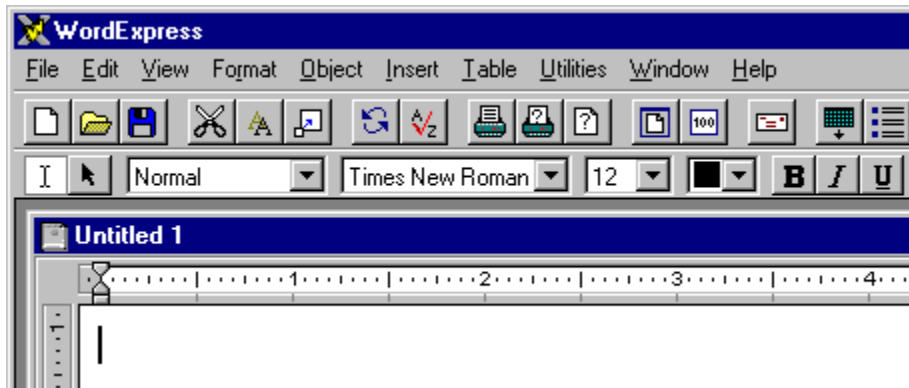 WordExpress
File Edit View Format Object Insert Table Utilities Window Help
A A A Z ? ? 100
Normal Times New Roman 12 B I U
Untitled 1
1 2 3 4
1